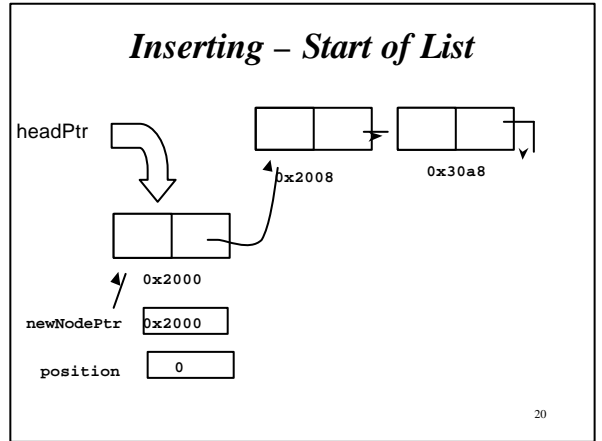 Inserting – Start of List
headPtr
0x2008
0x30a8
0x2000
newNodePtr 0x2000
position 0
20